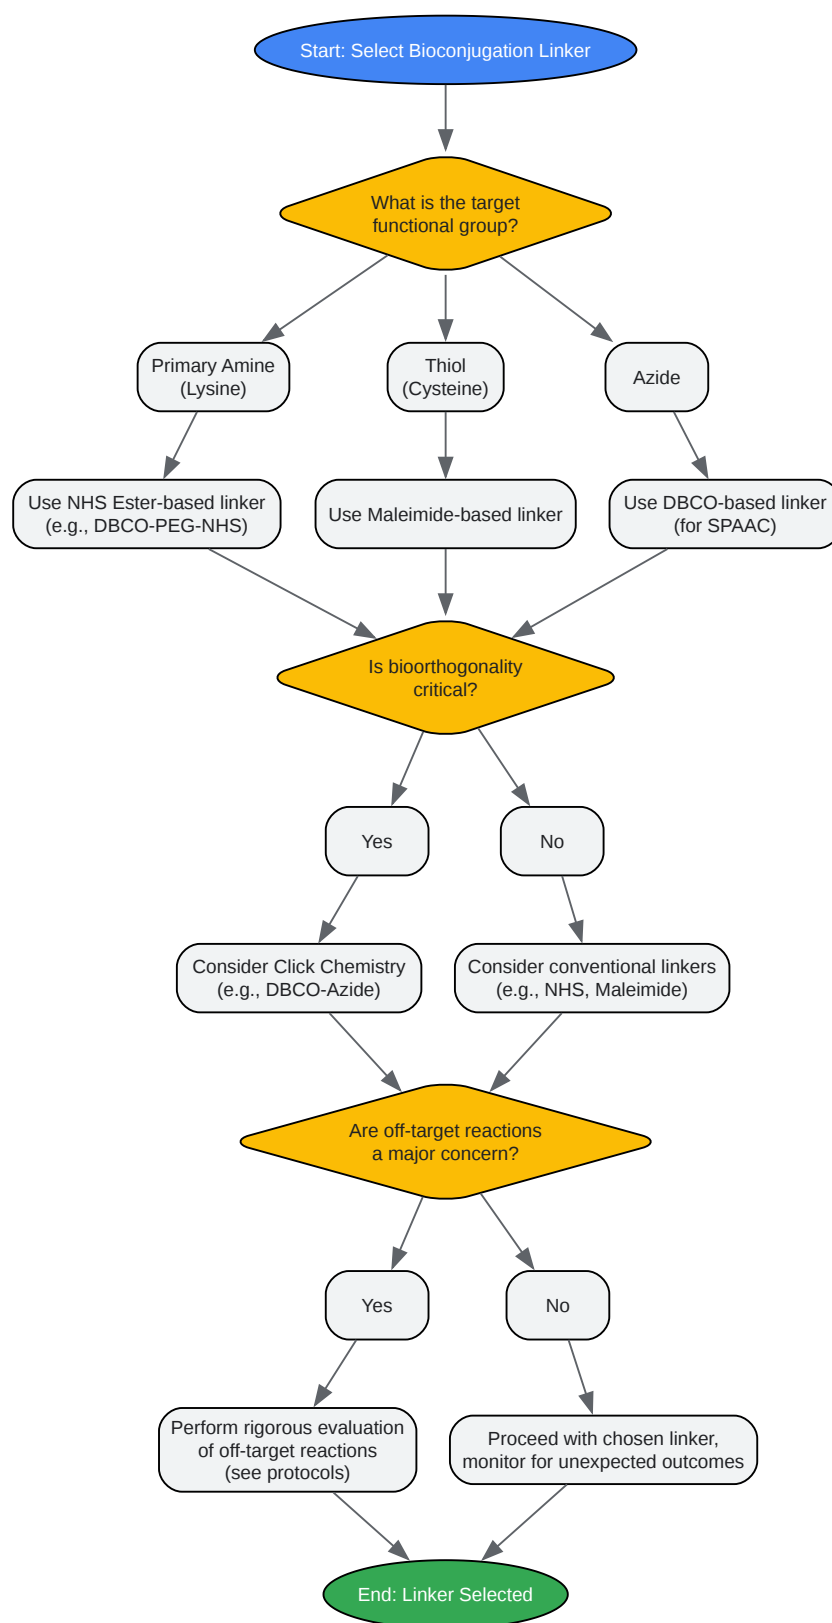 Start: Select Bioconjugation Linker
What is the target
functional group?
Primary Amine
(Lysine)
Thiol
(Cysteine)
Azide
Use NHS Ester-based linker
(e.g., DBCO-PEG-NHS)
Use Maleimide-based linker
Use DBCO-based linker
(for SPAAC)
Is bioorthogonality
critical?
Yes
No
Consider Click Chemistry
(e.g., DBCO-Azide)
Consider conventional linkers
(e.g., NHS, Maleimide)
Are off-target reactions
a major concern?
Yes
No
Perform rigorous evaluation
of off-target reactions
(see protocols)
Proceed with chosen linker,
monitor for unexpected outcomes
End: Linker Selected